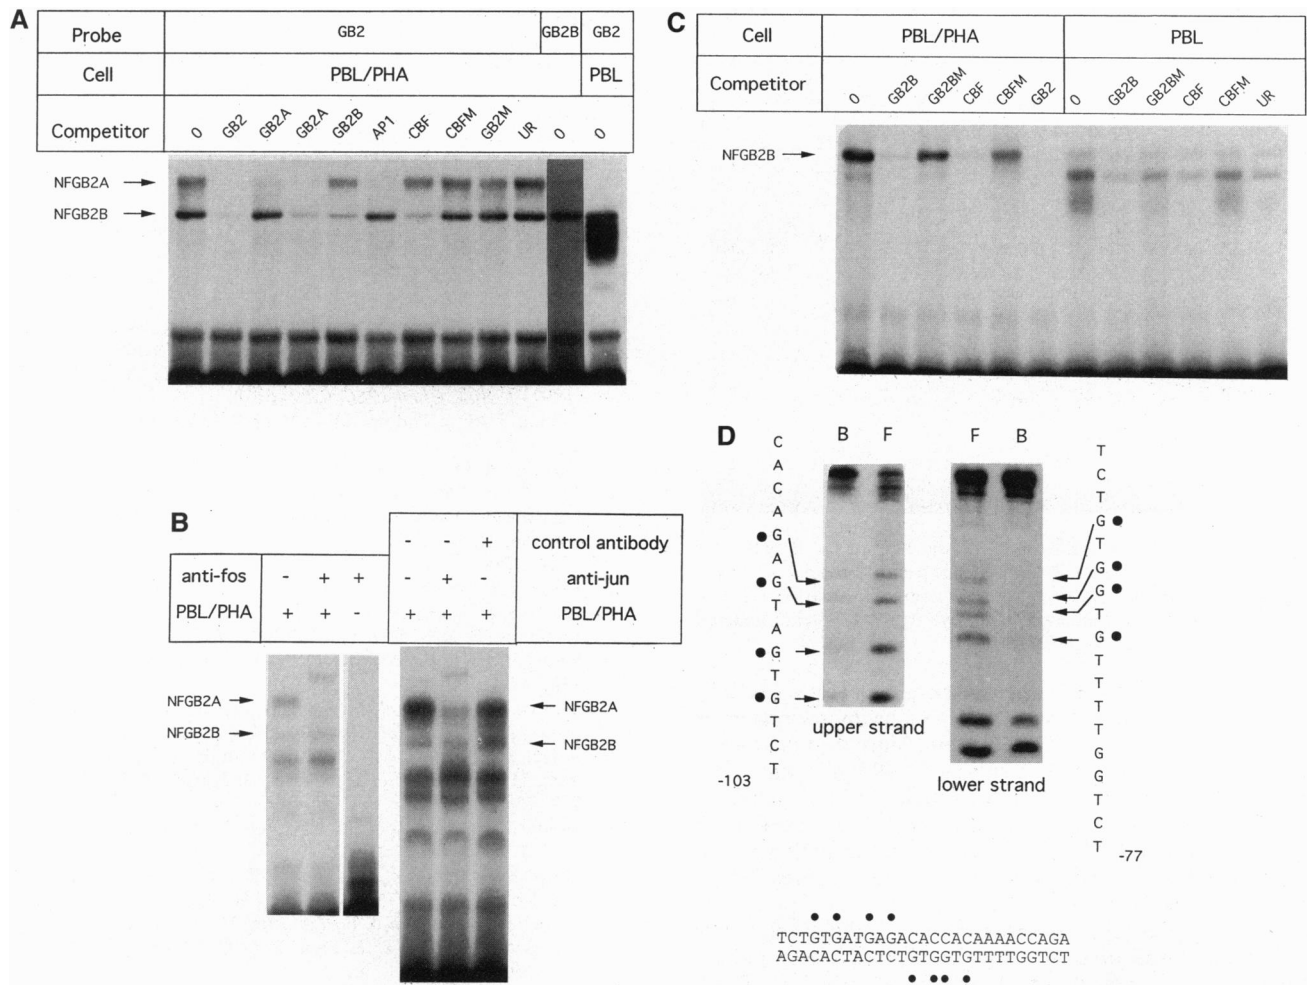 A
Probe GB2 GB2B GB2
Cell PBL/PHA PBL
Competitor 0 GB2 GB2A GB2A GB2B AP1 CBF CBFM GB2M UR 0 0
NFGB2A
NFGB2B
B
- - + control antibody
anti-fos - + + - + - anti-jun
PBL/PHA + + - + + + PBL/PHA
NFGB2A NFGB2A
NFGB2B NFGB2B
C
Cell PBL/PHA PBL
Competitor 0 GB2B GB2BM CBF CBFM GB2 0 GB2B GB2BM CBF CBFM UR
NFGB2B
D
B F F B
C
A
C
A
G
A
G
T
A
G
T
G
T
C
T
-103
upper strand
lower strand
T
C
T
G
T
G
G
T
G
T
T
T
T
G
G
T
C
T
-77
TCTGTGATGAGACACCACAAAACCAGA
AGACACTACTCTGTGGTGTTTTGGTCT